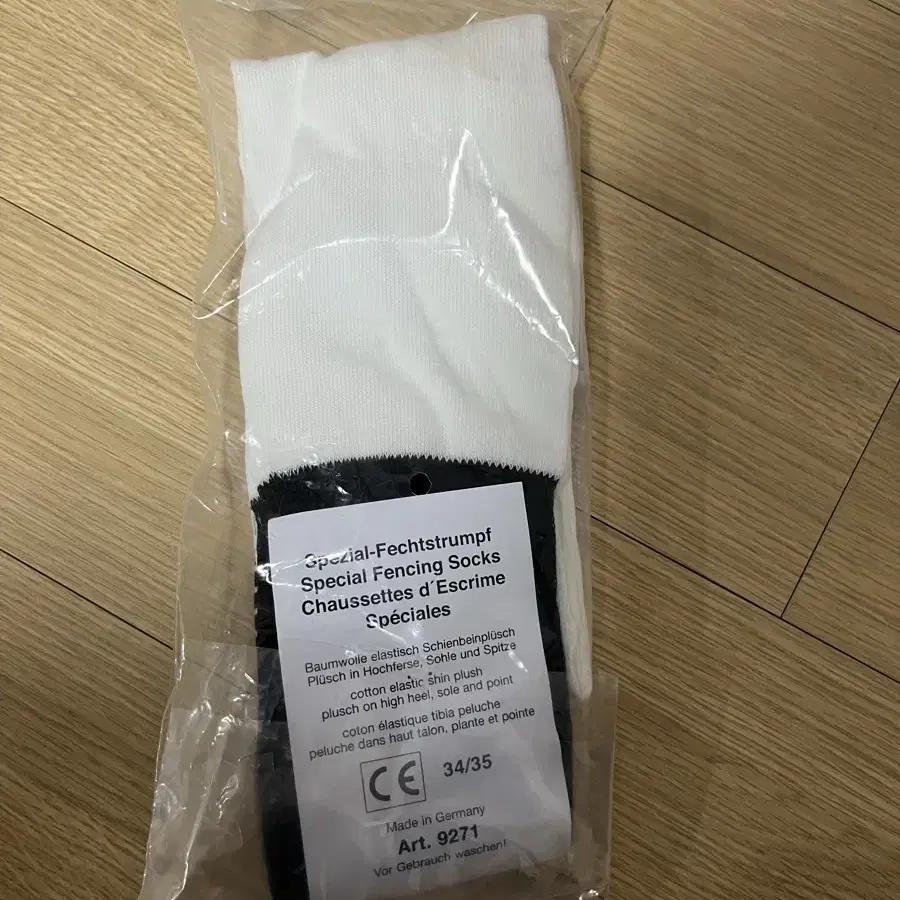 Spezial-Fechtstrumpf
Special Fencing Socks
Chaussettes d´Escrime
Spéciales
Baumwolle elastisch Schienbeinplüsch
Plüsch in Hochferse, Sohle und Spitze
cotton elastic shin plush
plusch on high heel, sole and point
coton élastique tibia peluche
peluche dans haut talon, plante et pointe
CE 34/35
Made in Germany
Art. 9271
Vor Gebrauch waschen!